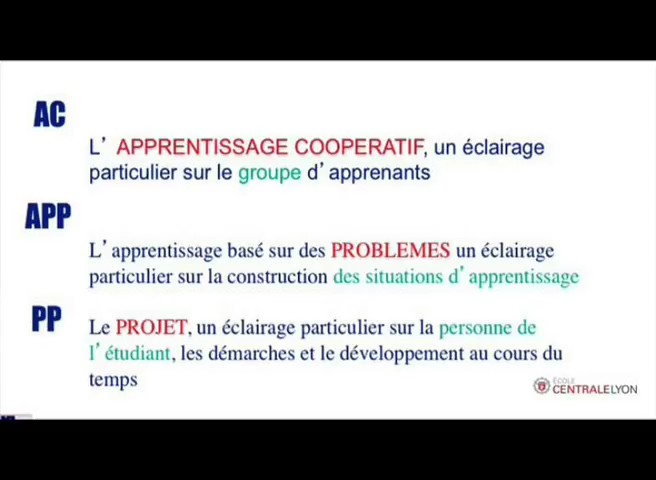 AC
L’ APPRENTISSAGE COOPERATIF, un éclairage
particulier sur le groupe d’apprenants
APP
L’apprentissage basé sur des PROBLEMES un éclairage
particulier sur la construction des situations d’apprentissage
PP
Le PROJET, un éclairage particulier sur la personne de
l’étudiant, les démarches et le développement au cours du
temps
ÉCOLE
CENTRALELYON